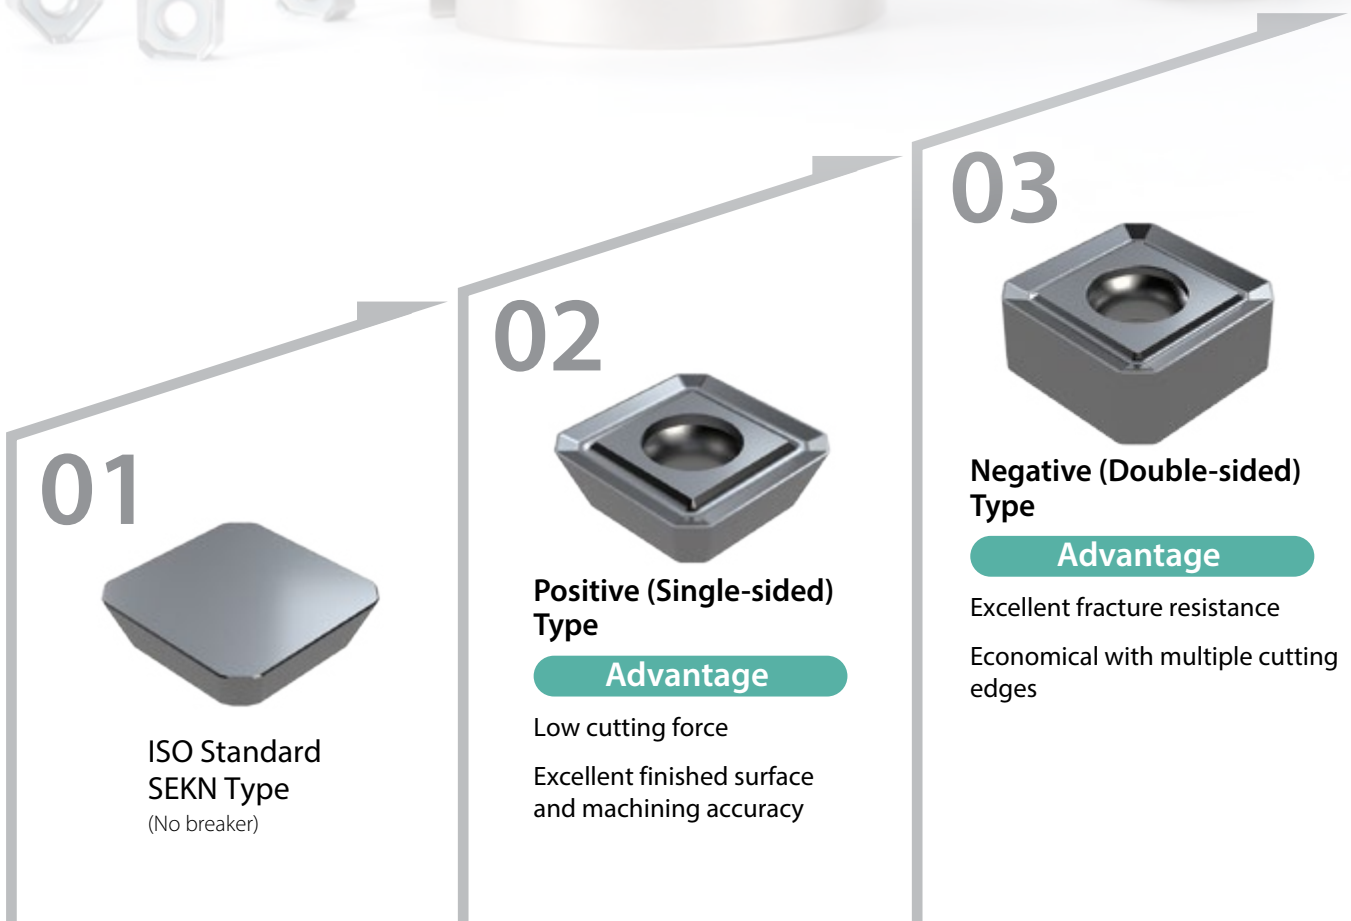 01
ISO Standard
SEKN Type
(No breaker)
02
Positive (Single-sided)
Type
Advantage
Low cutting force
Excellent finished surface
and machining accuracy
03
Negative (Double-sided)
Type
Advantage
Excellent fracture resistance
Economical with multiple cutting
edges